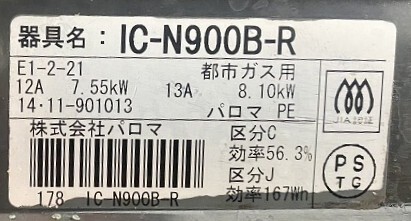 器具名：IC-N900B-R
E1-2-21 都市ガス用
12A 7.55kW 13A 8.10kW
14·11-901013 パロマ PE
株式会社パロマ 区分C
効率56.3%
区分J
178 IC-N900B-R 効率167Wh
JIA認証
PS
TG